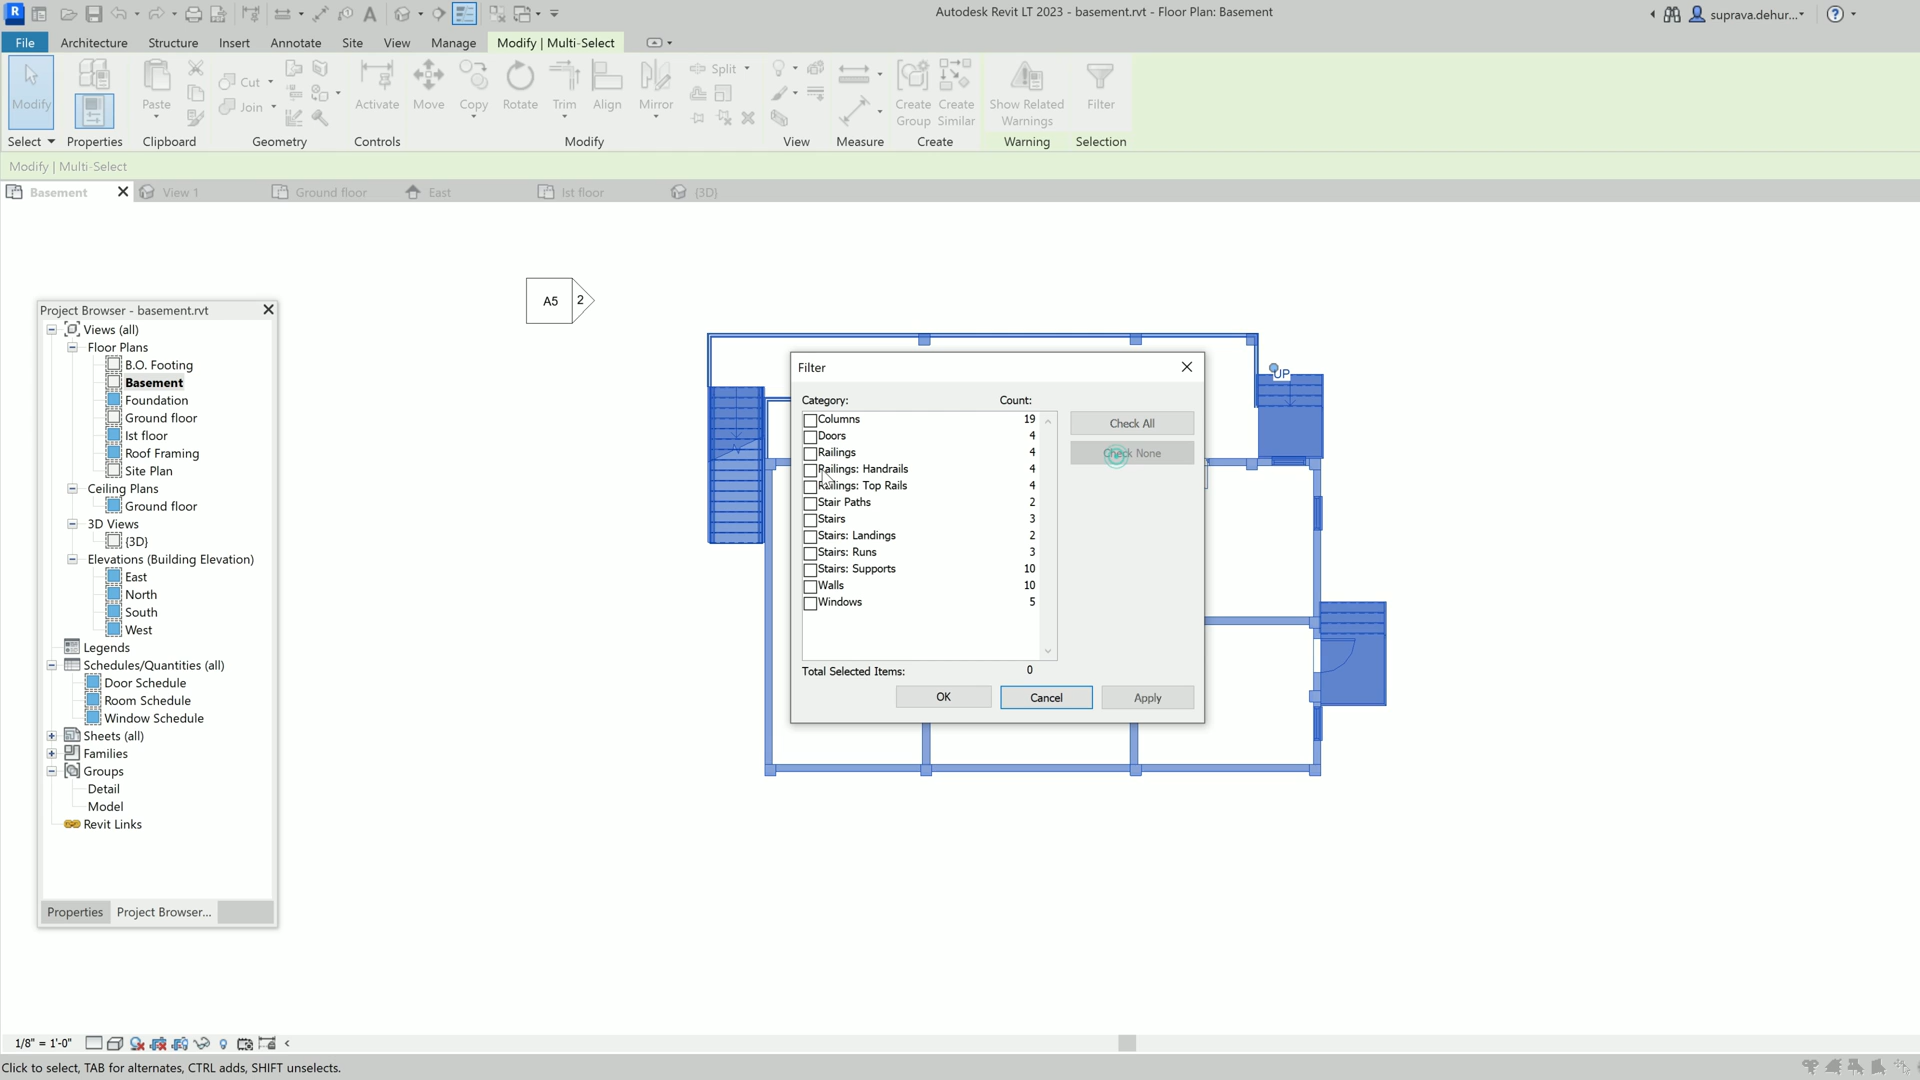 Autodesk Revit LT 2023 - basement.rvt - Floor Plan: Basement
suprava.dehur...
File Architecture Structure Insert Annotate Site View Manage Modify | Multi-Select
Modify Paste Cut Join Activate Move Copy Rotate Trim Align Mirror Split Create Group Create Similar Show Related Warnings Filter
Select Properties Clipboard Geometry Controls Modify View Measure Create Warning Selection
Modify | Multi-Select
Basement View 1 Ground floor East Ist floor {3D}
A5 2
UP
Project Browser - basement.rvt
Views (all)
Floor Plans
B.O. Footing
Basement
Foundation
Ground floor
Ist floor
Roof Framing
Site Plan
Ceiling Plans
Ground floor
3D Views
{3D}
Elevations (Building Elevation)
East
North
South
West
Legends
Schedules/Quantities (all)
Door Schedule
Room Schedule
Window Schedule
Sheets (all)
Families
Groups
Detail
Model
Revit Links
Properties Project Browser...
Filter
Category: Count:
Columns 19
Doors 4
Railings 4
Railings: Handrails 4
Railings: Top Rails 4
Stair Paths 2
Stairs 3
Stairs: Landings 2
Stairs: Runs 3
Stairs: Supports 10
Walls 10
Windows 5
Check All
Check None
Total Selected Items: 0
OK Cancel Apply
1/8" = 1'-0"
Click to select, TAB for alternates, CTRL adds, SHIFT unselects.